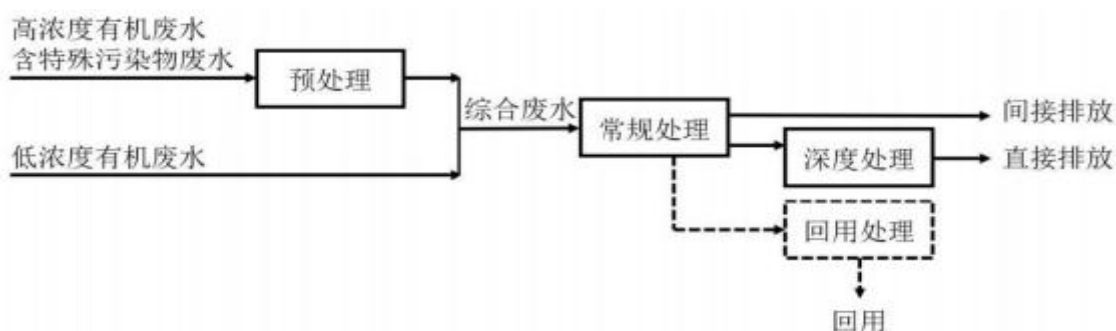 高浓度有机废水
含特殊污染物废水
预处理
综合废水
常规处理
间接排放
低浓度有机废水
深度处理
直接排放
回用处理
回用